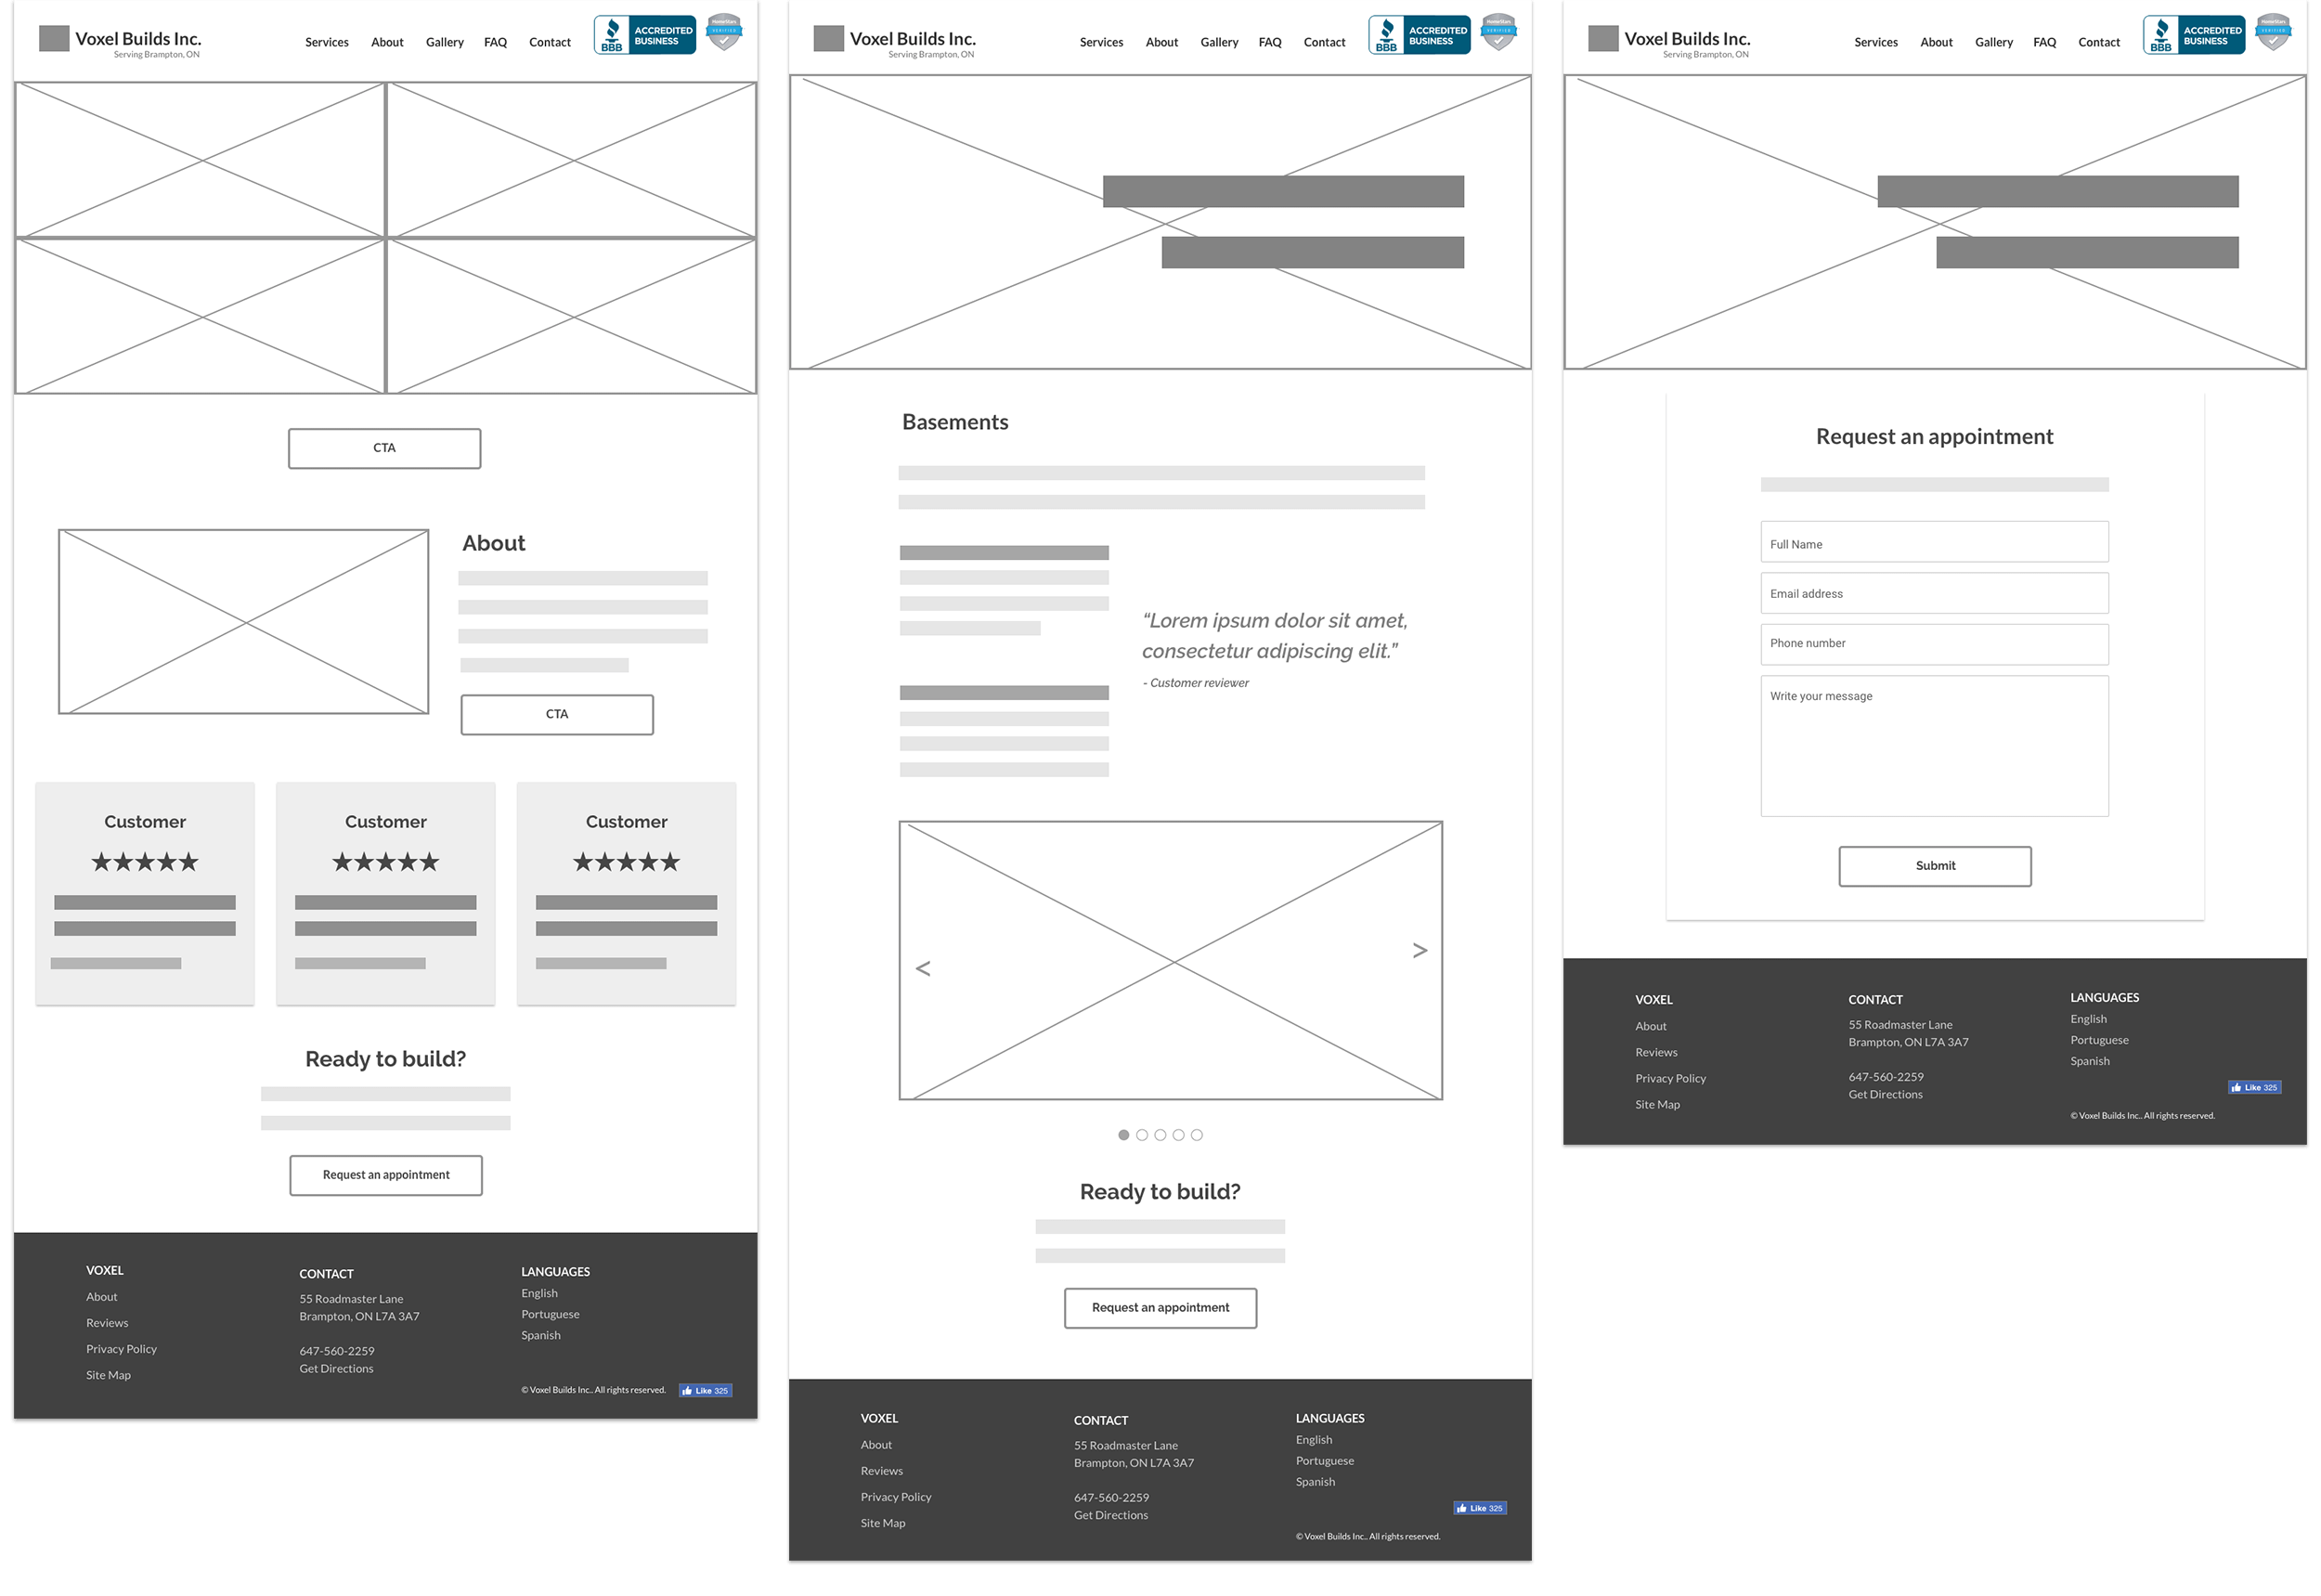 Voxel Builds Inc.
Serving Brampton, ON
Services About Gallery FAQ Contact
BBB ACCREDITED BUSINESS
HomeStars
VERIFIED
CTA
About
CTA
Customer
★★★★★
Customer
★★★★★
Customer
★★★★★
Ready to build?
Request an appointment
VOXEL
About
Reviews
Privacy Policy
Site Map
CONTACT
55 Roadmaster Lane
Brampton, ON L7A 3A7
647-560-2259
Get Directions
LANGUAGES
English
Portuguese
Spanish
© Voxel Builds Inc.. All rights reserved.
Like 325
Voxel Builds Inc.
Serving Brampton, ON
Services About Gallery FAQ Contact
BBB ACCREDITED BUSINESS
HomeStars
VERIFIED
Basements
“Lorem ipsum dolor sit amet,
consectetur adipiscing elit.”
- Customer reviewer
<
>
Ready to build?
Request an appointment
VOXEL
About
Reviews
Privacy Policy
Site Map
CONTACT
55 Roadmaster Lane
Brampton, ON L7A 3A7
647-560-2259
Get Directions
LANGUAGES
English
Portuguese
Spanish
Like 325
© Voxel Builds Inc.. All rights reserved.
Voxel Builds Inc.
Serving Brampton, ON
Services About Gallery FAQ Contact
BBB ACCREDITED BUSINESS
HomeStars
VERIFIED
Request an appointment
Full Name
Email address
Phone number
Write your message
Submit
VOXEL
About
Reviews
Privacy Policy
Site Map
CONTACT
55 Roadmaster Lane
Brampton, ON L7A 3A7
647-560-2259
Get Directions
LANGUAGES
English
Portuguese
Spanish
Like 325
© Voxel Builds Inc.. All rights reserved.